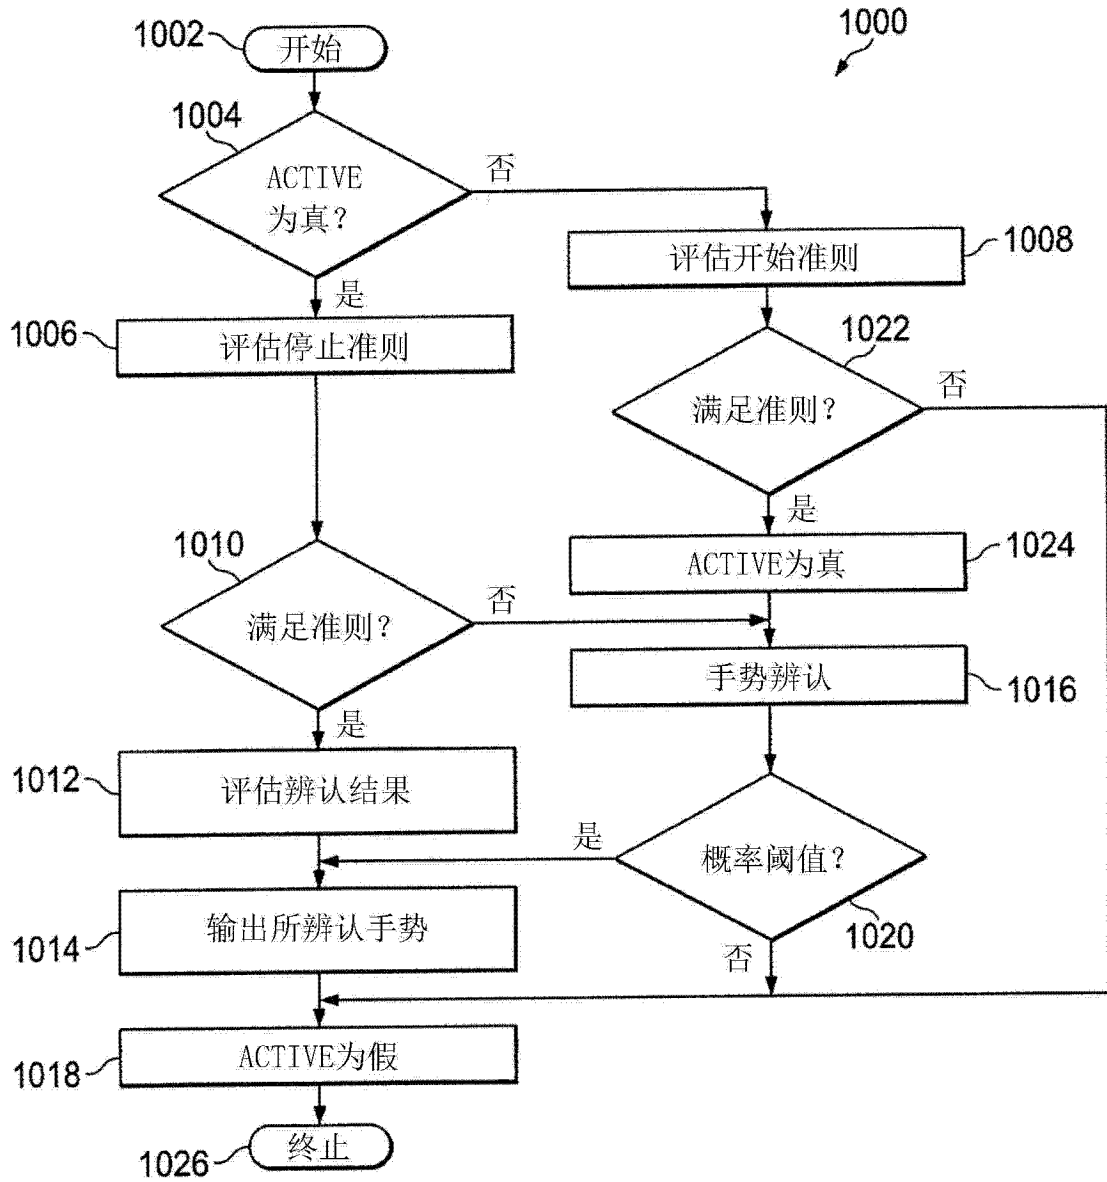 1002
开始
1000
1004
ACTIVE
为真?
否
是
1008
评估开始准则
1006
评估停止准则
1022
满足准则?
否
是
1024
ACTIVE为真
1010
满足准则?
否
是
手势辨认
1016
1012
评估辨认结果
是
概率阈值?
1020
否
1014
输出所辨认手势
1018
ACTIVE为假
1026
终止